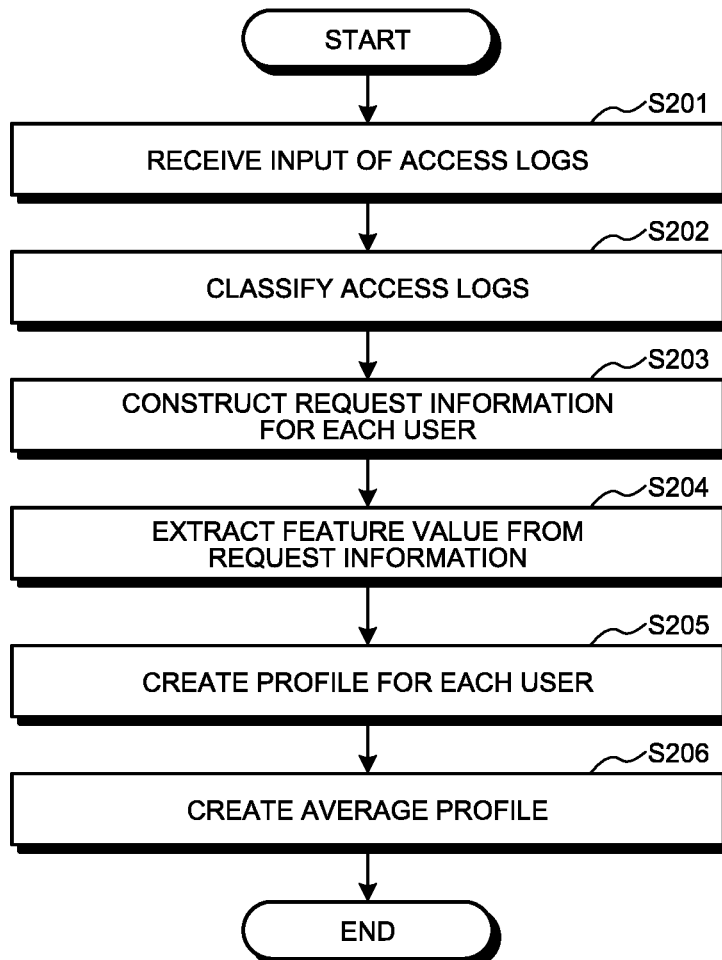 START
S201
RECEIVE INPUT OF ACCESS LOGS
S202
CLASSIFY ACCESS LOGS
S203
CONSTRUCT REQUEST INFORMATION
FOR EACH USER
S204
EXTRACT FEATURE VALUE FROM
REQUEST INFORMATION
S205
CREATE PROFILE FOR EACH USER
S206
CREATE AVERAGE PROFILE
END